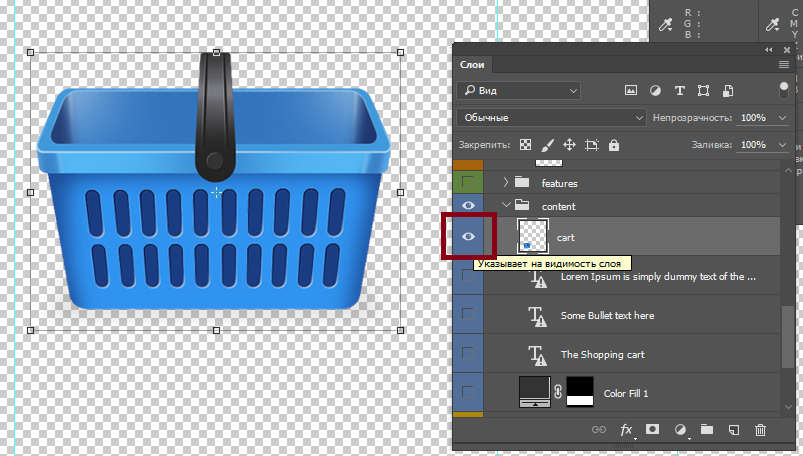 R :
G :
B :
C
M
Y
Слои
Вид
Обычные
Непрозрачность: 100%
Закрепить:
Заливка: 100%
features
content
cart
Указывает на видимость слоя
Lorem Ipsum is simply dummy text of the ...
Some Bullet text here
The Shopping cart
Color Fill 1
fx